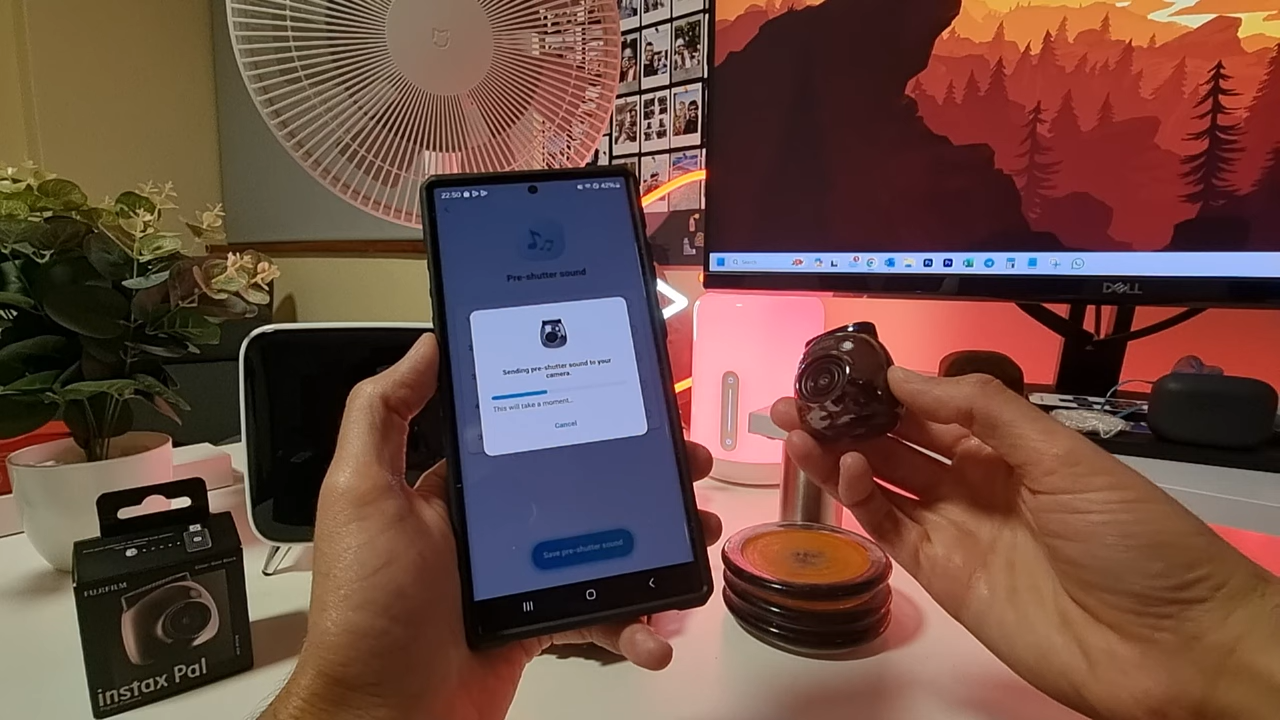 22:50
42%
Pre-shutter sound
Sending pre-shutter sound to your
camera.
This will take a moment...
Cancel
Save pre-shutter sound
Search
DELL
FUJIFILM
instax Pal